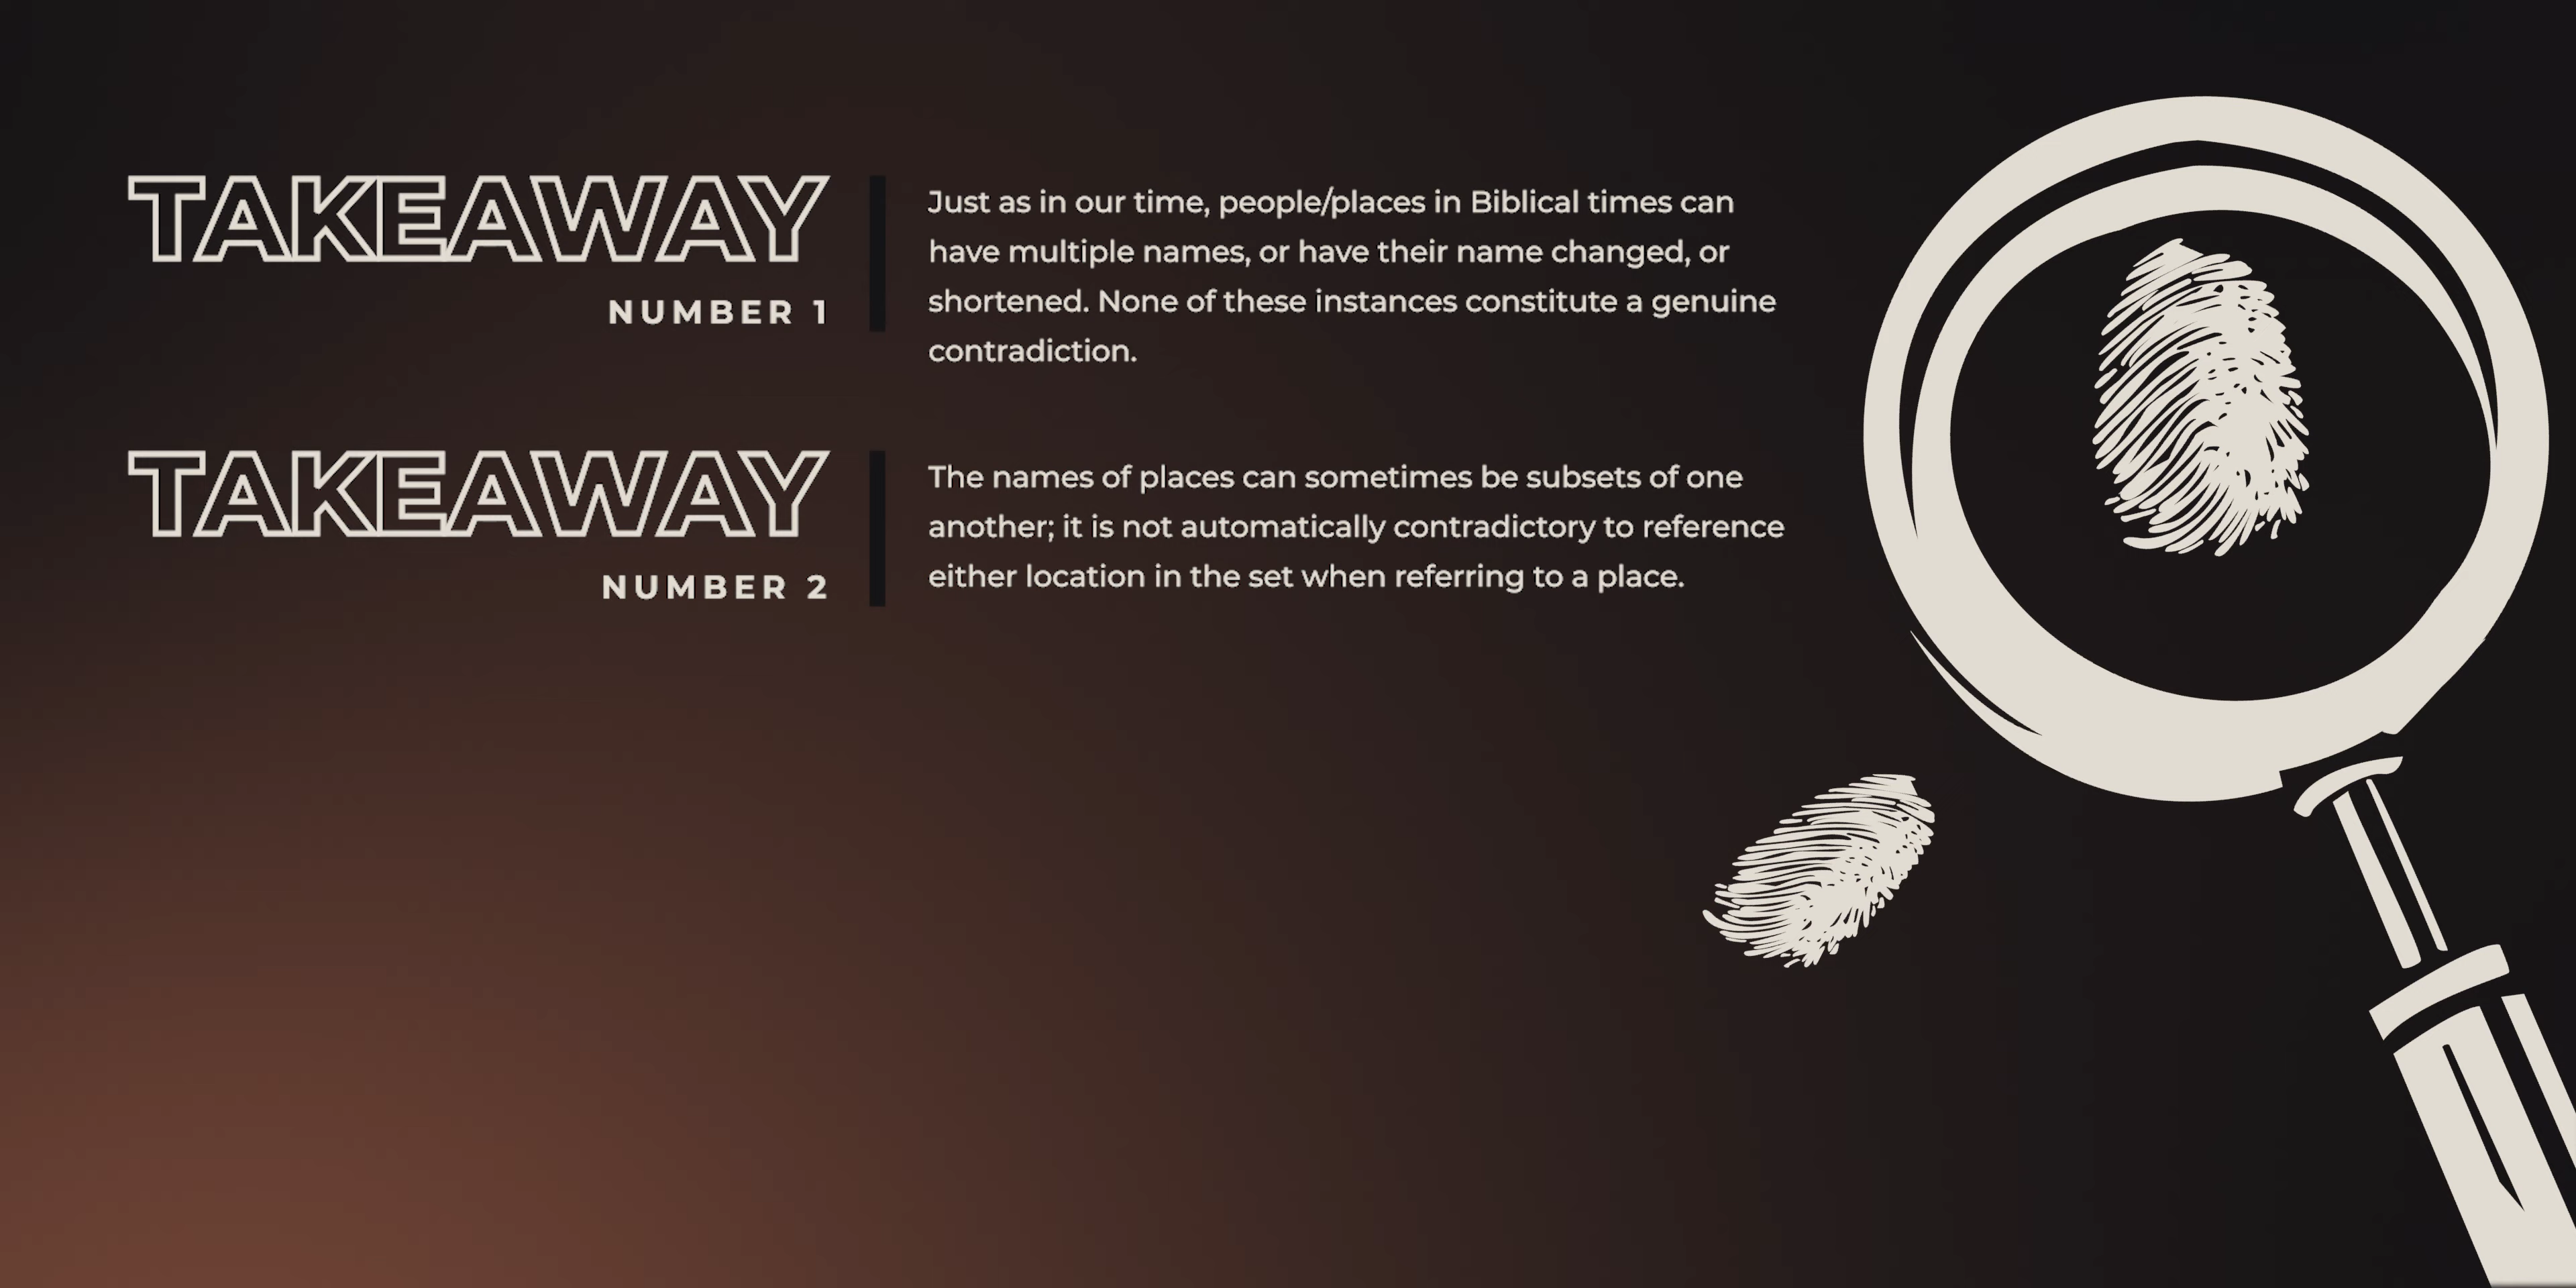 TAKEAWAY
NUMBER 1
Just as in our time, people/places in Biblical times can
have multiple names, or have their name changed, or
shortened. None of these instances constitute a genuine
contradiction.
TAKEAWAY
NUMBER 2
The names of places can sometimes be subsets of one
another; it is not automatically contradictory to reference
either location in the set when referring to a place.